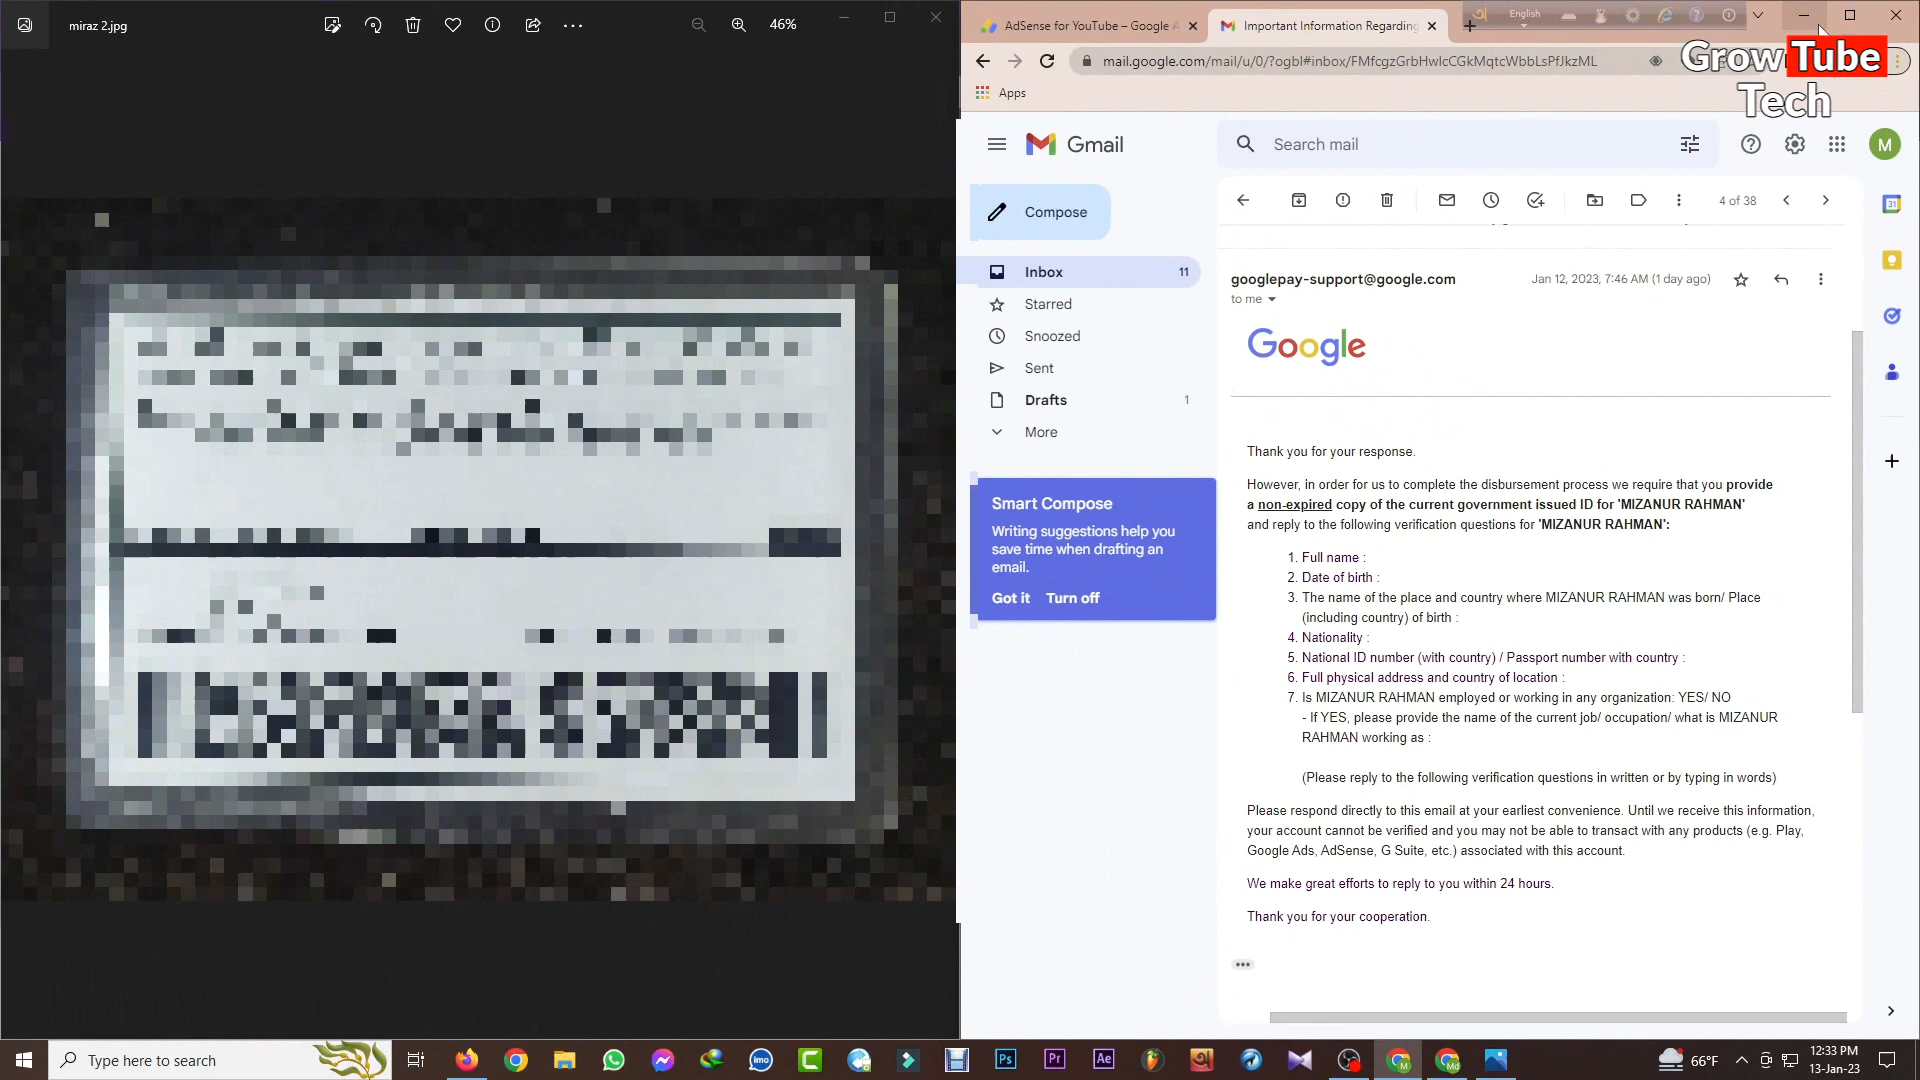 miraz 2.jpg
46%
AdSense for YouTube – Google A
Important Information Regarding
English
mail.google.com/mail/u/0/?ogbl#inbox/FMfcgzGrbHwlcCGkMqtcWbbLsPfJkzML
Apps
Grow Tube
Tech
Gmail
Search mail
M
Compose
4 of 38
31
Inbox 11
Starred
Snoozed
Sent
Drafts 1
More
Smart Compose
Writing suggestions help you
save time when drafting an
email.
Got it Turn off
googlepay-support@google.com
Jan 12, 2023, 7:46 AM (1 day ago)
to me
Google
Thank you for your response.
However, in order for us to complete the disbursement process we require that you provide
a non-expired copy of the current government issued ID for 'MIZANUR RAHMAN'
and reply to the following verification questions for 'MIZANUR RAHMAN':
1. Full name :
2. Date of birth :
3. The name of the place and country where MIZANUR RAHMAN was born/ Place
(including country) of birth :
4. Nationality :
5. National ID number (with country) / Passport number with country :
6. Full physical address and country of location :
7. Is MIZANUR RAHMAN employed or working in any organization: YES/ NO
- If YES, please provide the name of the current job/ occupation/ what is MIZANUR
RAHMAN working as :
(Please reply to the following verification questions in written or by typing in words)
Please respond directly to this email at your earliest convenience. Until we receive this information,
your account cannot be verified and you may not be able to transact with any products (e.g. Play,
Google Ads, AdSense, G Suite, etc.) associated with this account.
We make great efforts to reply to you within 24 hours.
Thank you for your cooperation.
Type here to search
imo
Ps
Pr
Ae
66°F
12:33 PM
13-Jan-23